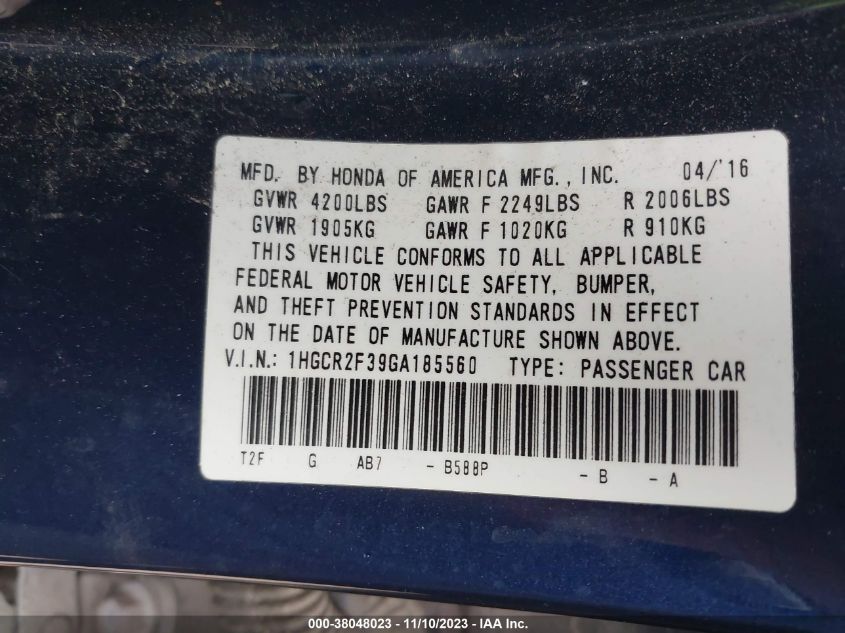 MFD. BY HONDA OF AMERICA MFG., INC. 04/'16
GVWR 4200LBS GAWR F 2249LBS R 2006LBS
GVWR 1905KG GAWR F 1020KG R 910KG
THIS VEHICLE CONFORMS TO ALL APPLICABLE
FEDERAL MOTOR VEHICLE SAFETY, BUMPER,
AND THEFT PREVENTION STANDARDS IN EFFECT
ON THE DATE OF MANUFACTURE SHOWN ABOVE.
V.I.N.: 1HGCR2F39GA185560 TYPE: PASSENGER CAR
T2F G AB7 - B588P - B - A
000-38048023 - 11/10/2023 - IAA Inc.